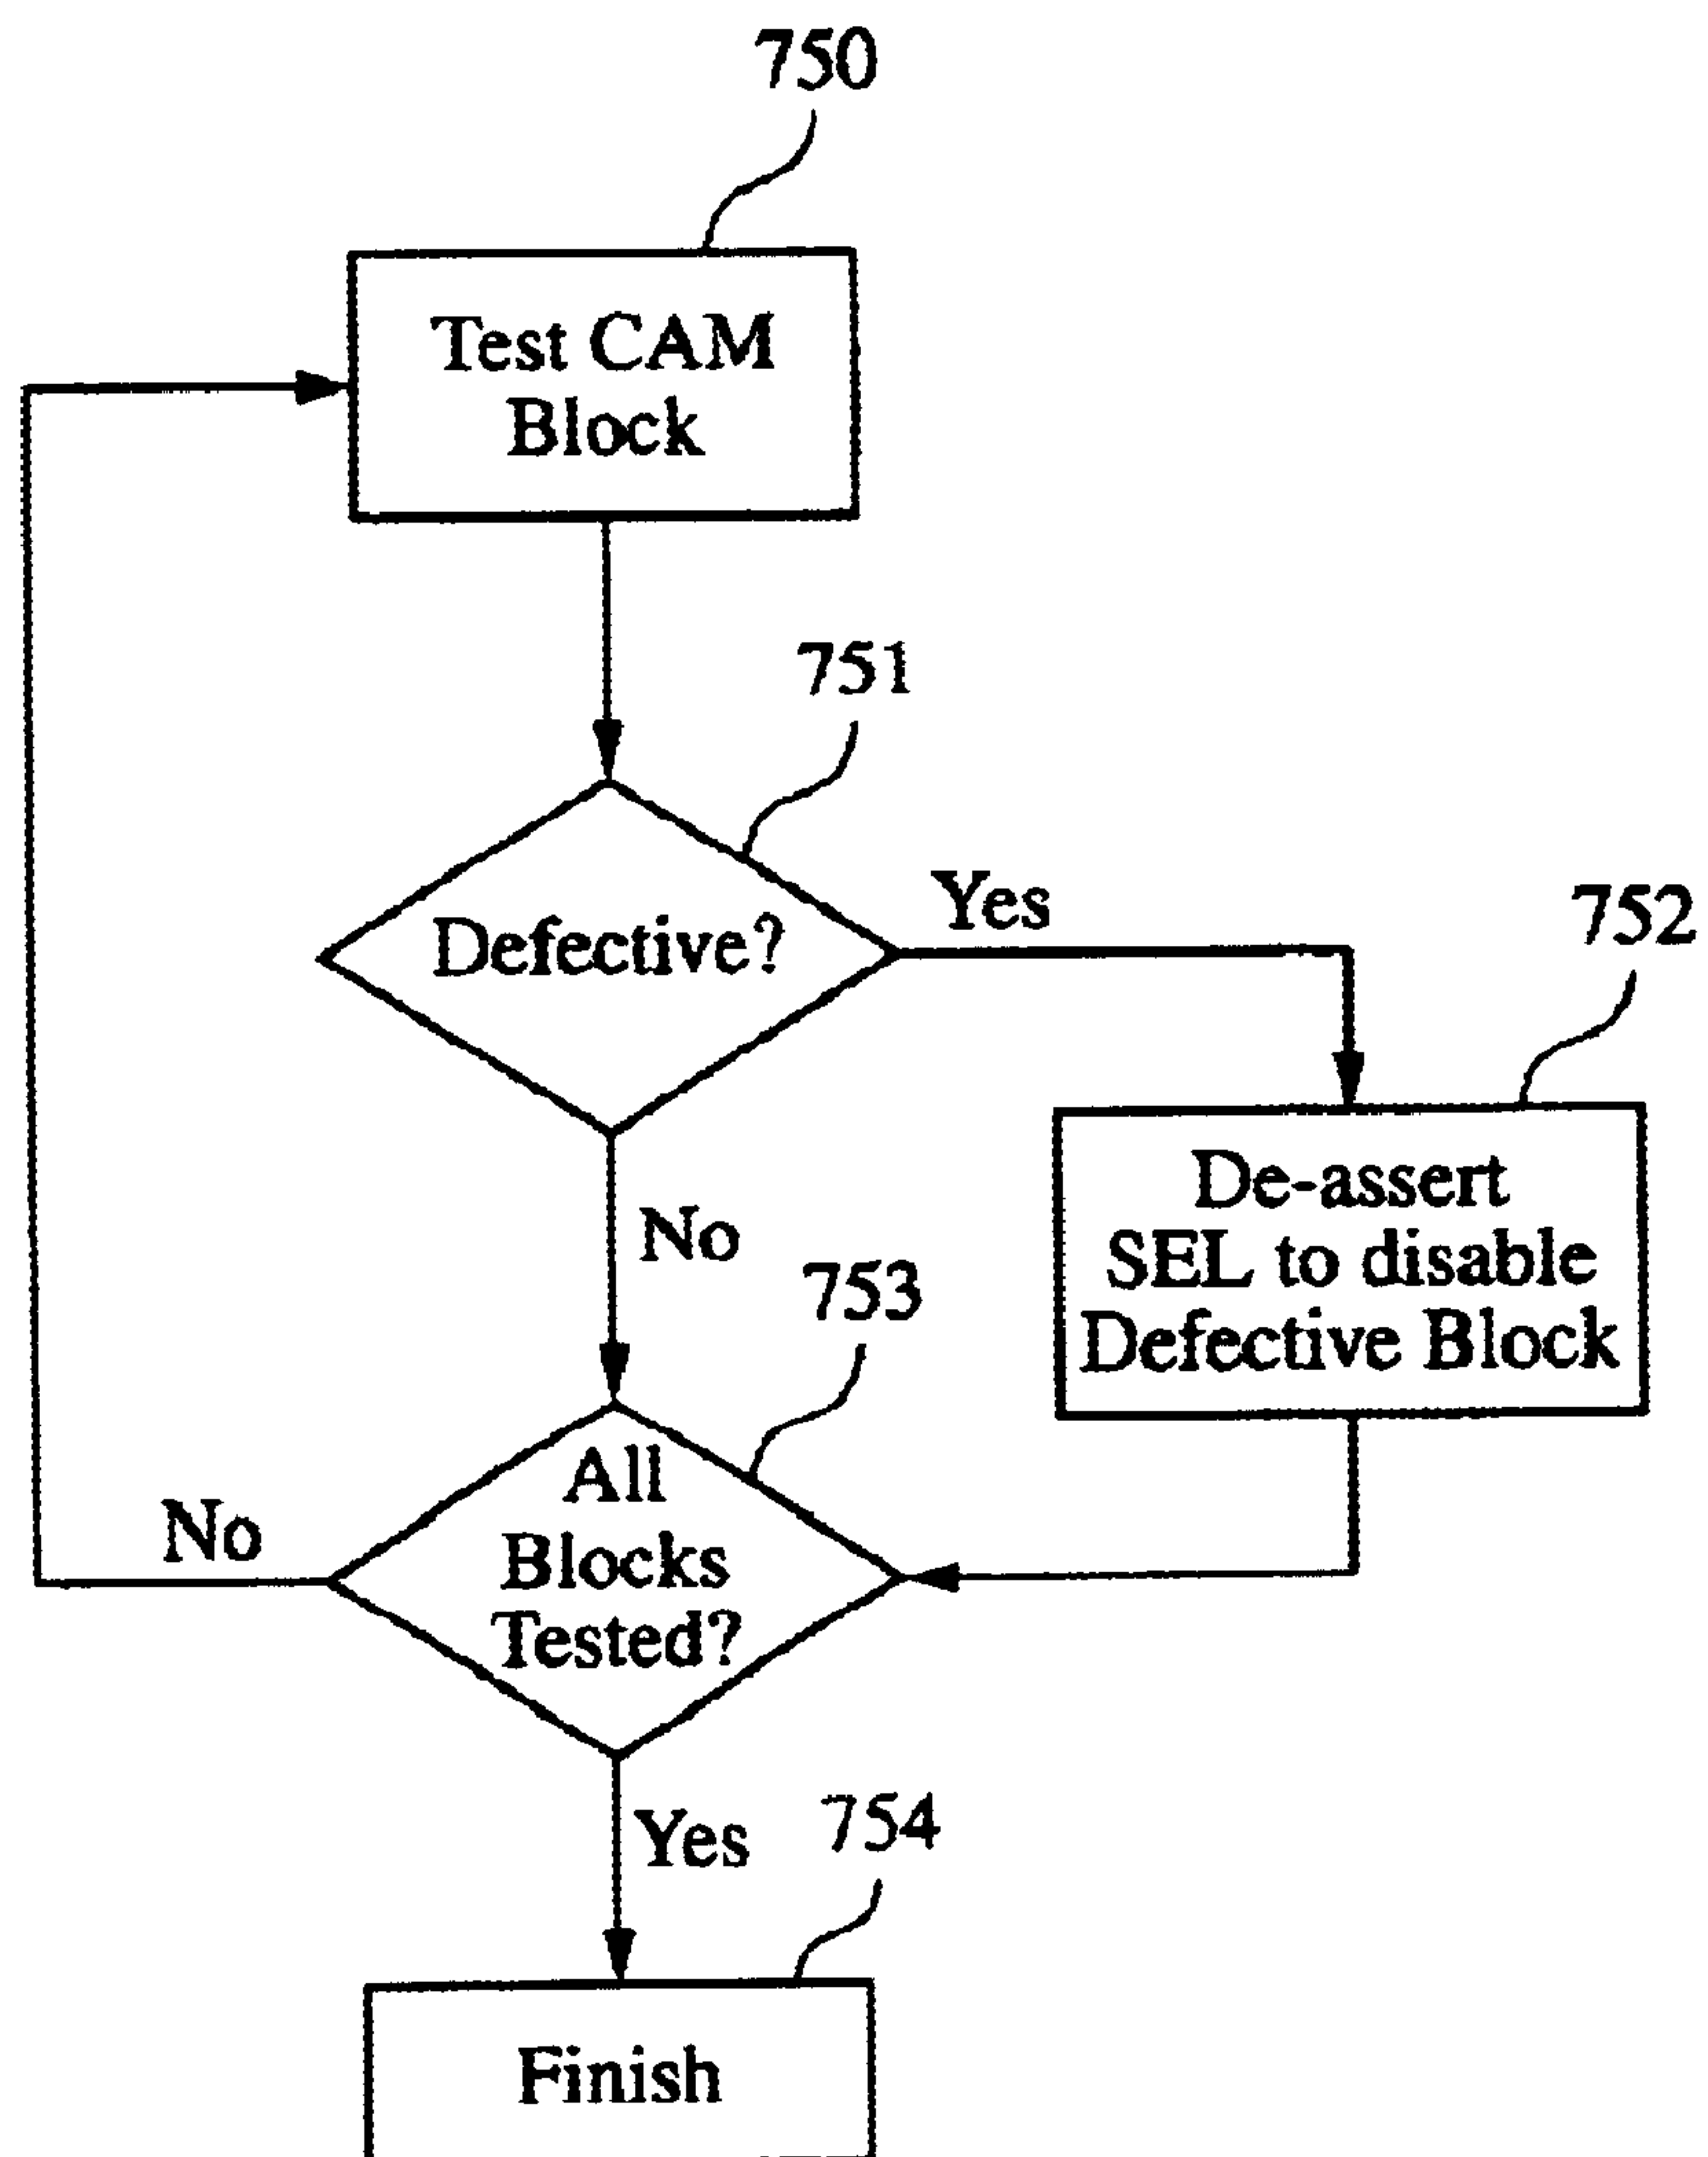 750
Test CAM
Block
751
Defective?
Yes
752
De-assert
SEL to disable
Defective Block
No
753
All
Blocks
Tested?
No
Yes
754
Finish